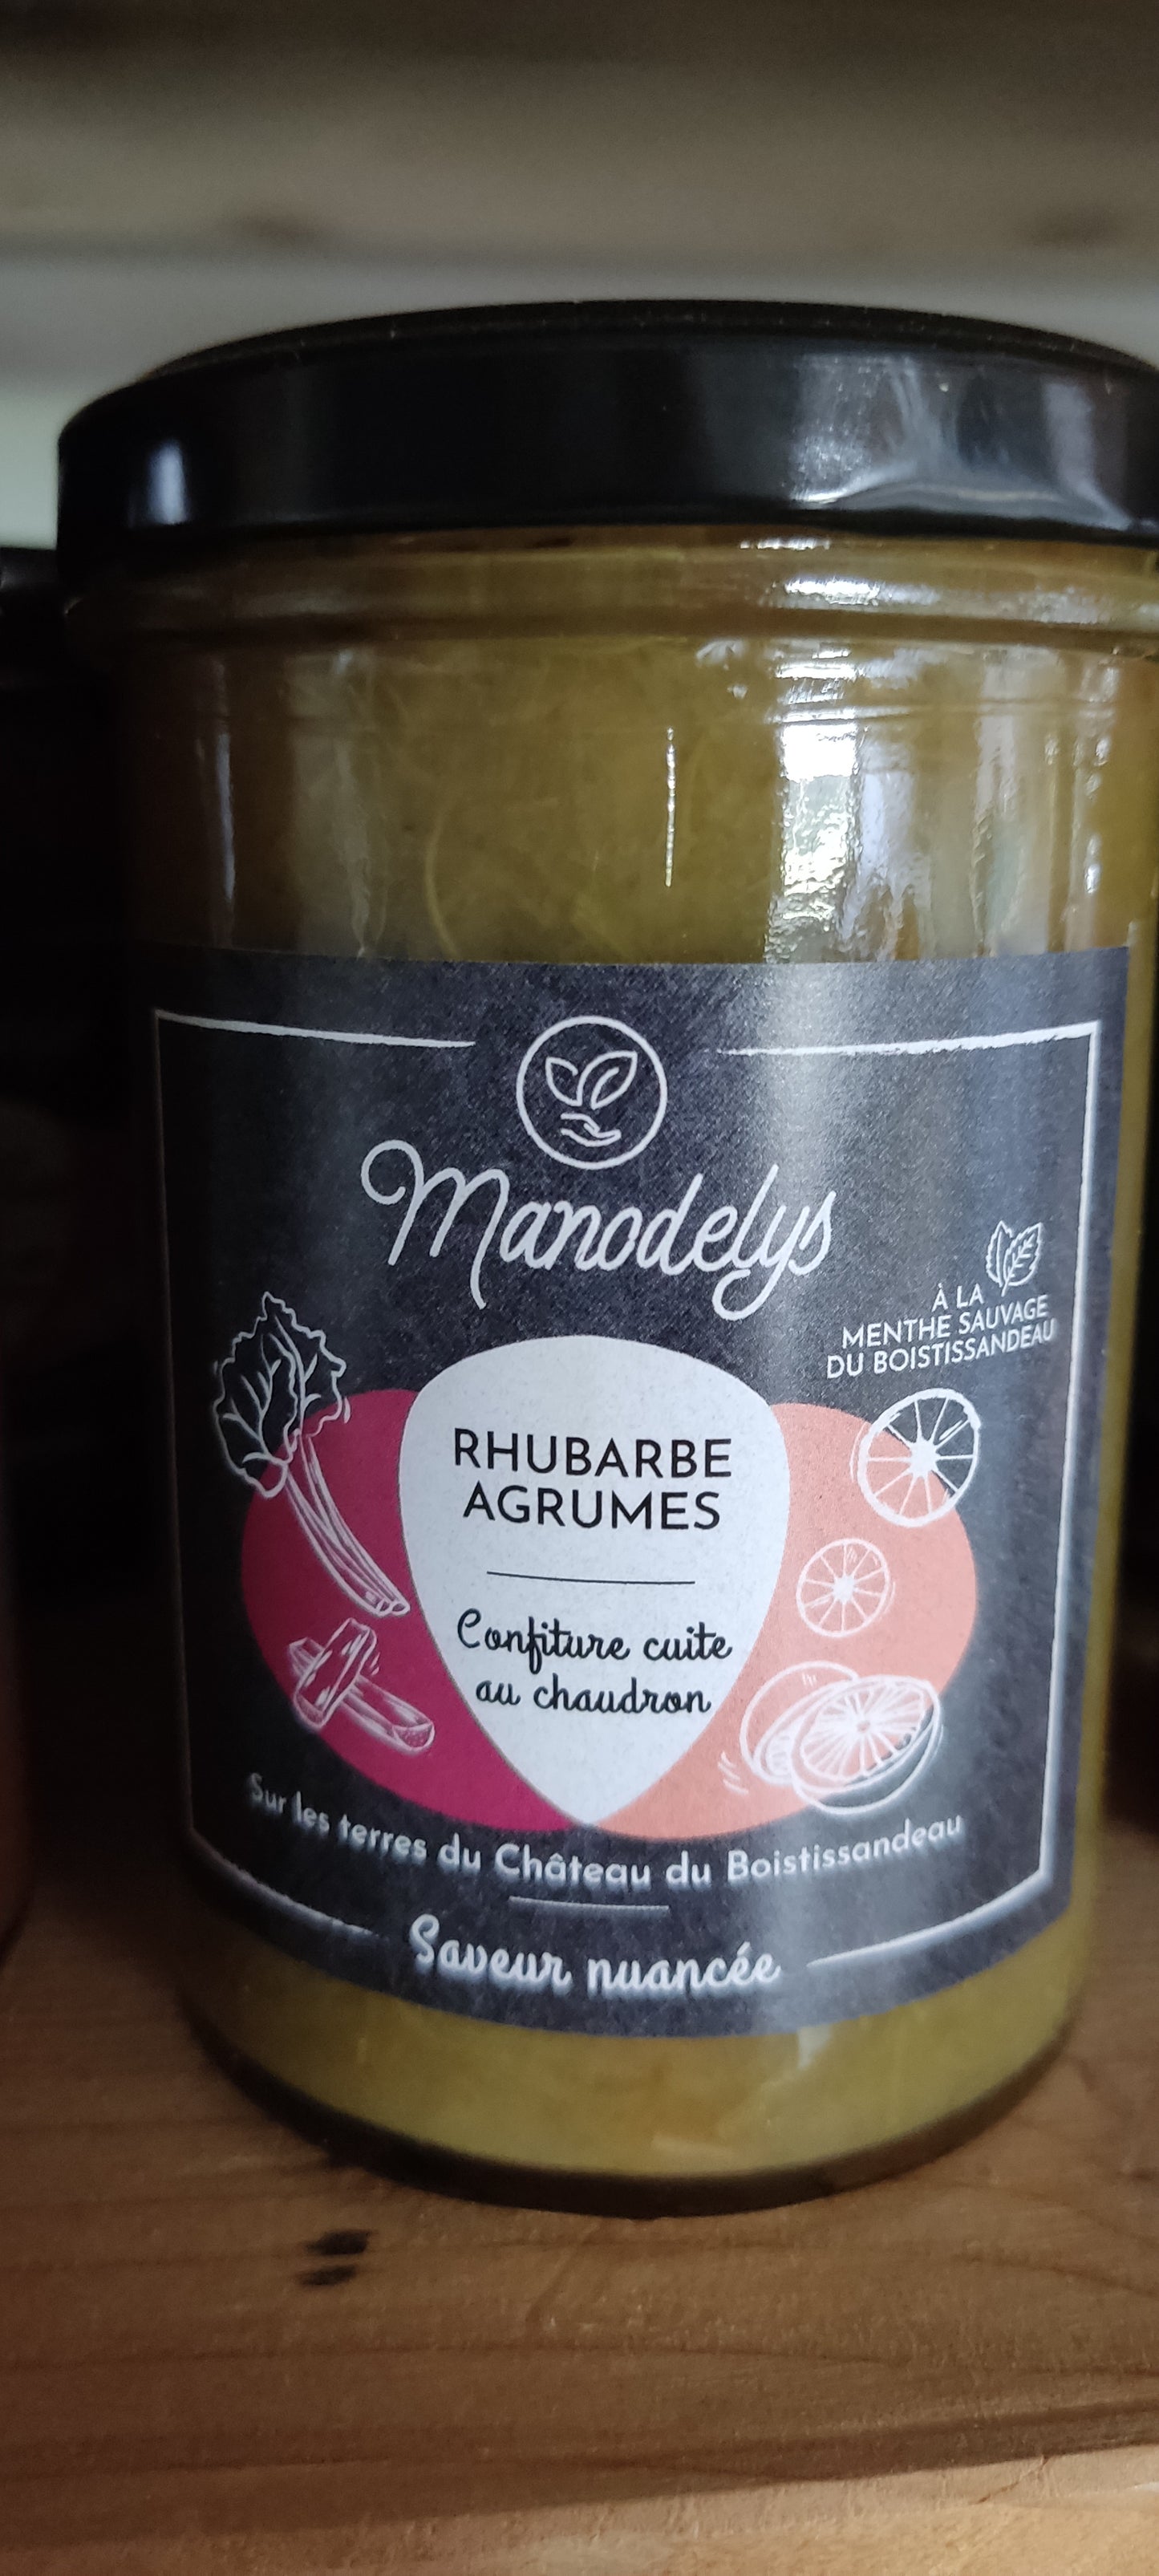 Manodelys
À LA
MENTHE SAUVAGE
DU BOISTISSANDEAU
RHUBARBE
AGRUMES
Confiture cuite
au chaudron
Sur les terres du Château du Boistissandeau
Saveur nuancée